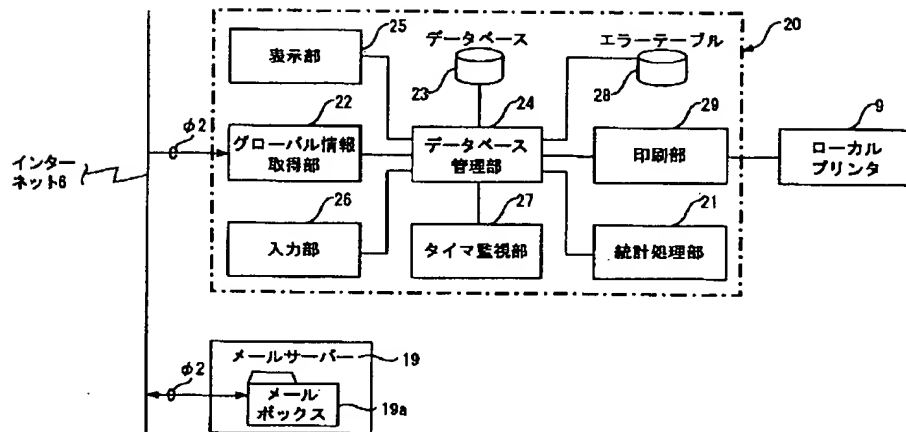 25
データベース
エラーテーブル
20
表示部
23
28
22
24
29
9
φ2
グローバル情報
取得部
データベース
管理部
印刷部
ローカル
プリンタ
インター
ネット6
26
27
21
入力部
タイマ監視部
統計処理部
メールサーバー
19
φ2
メール
ボックス
19a